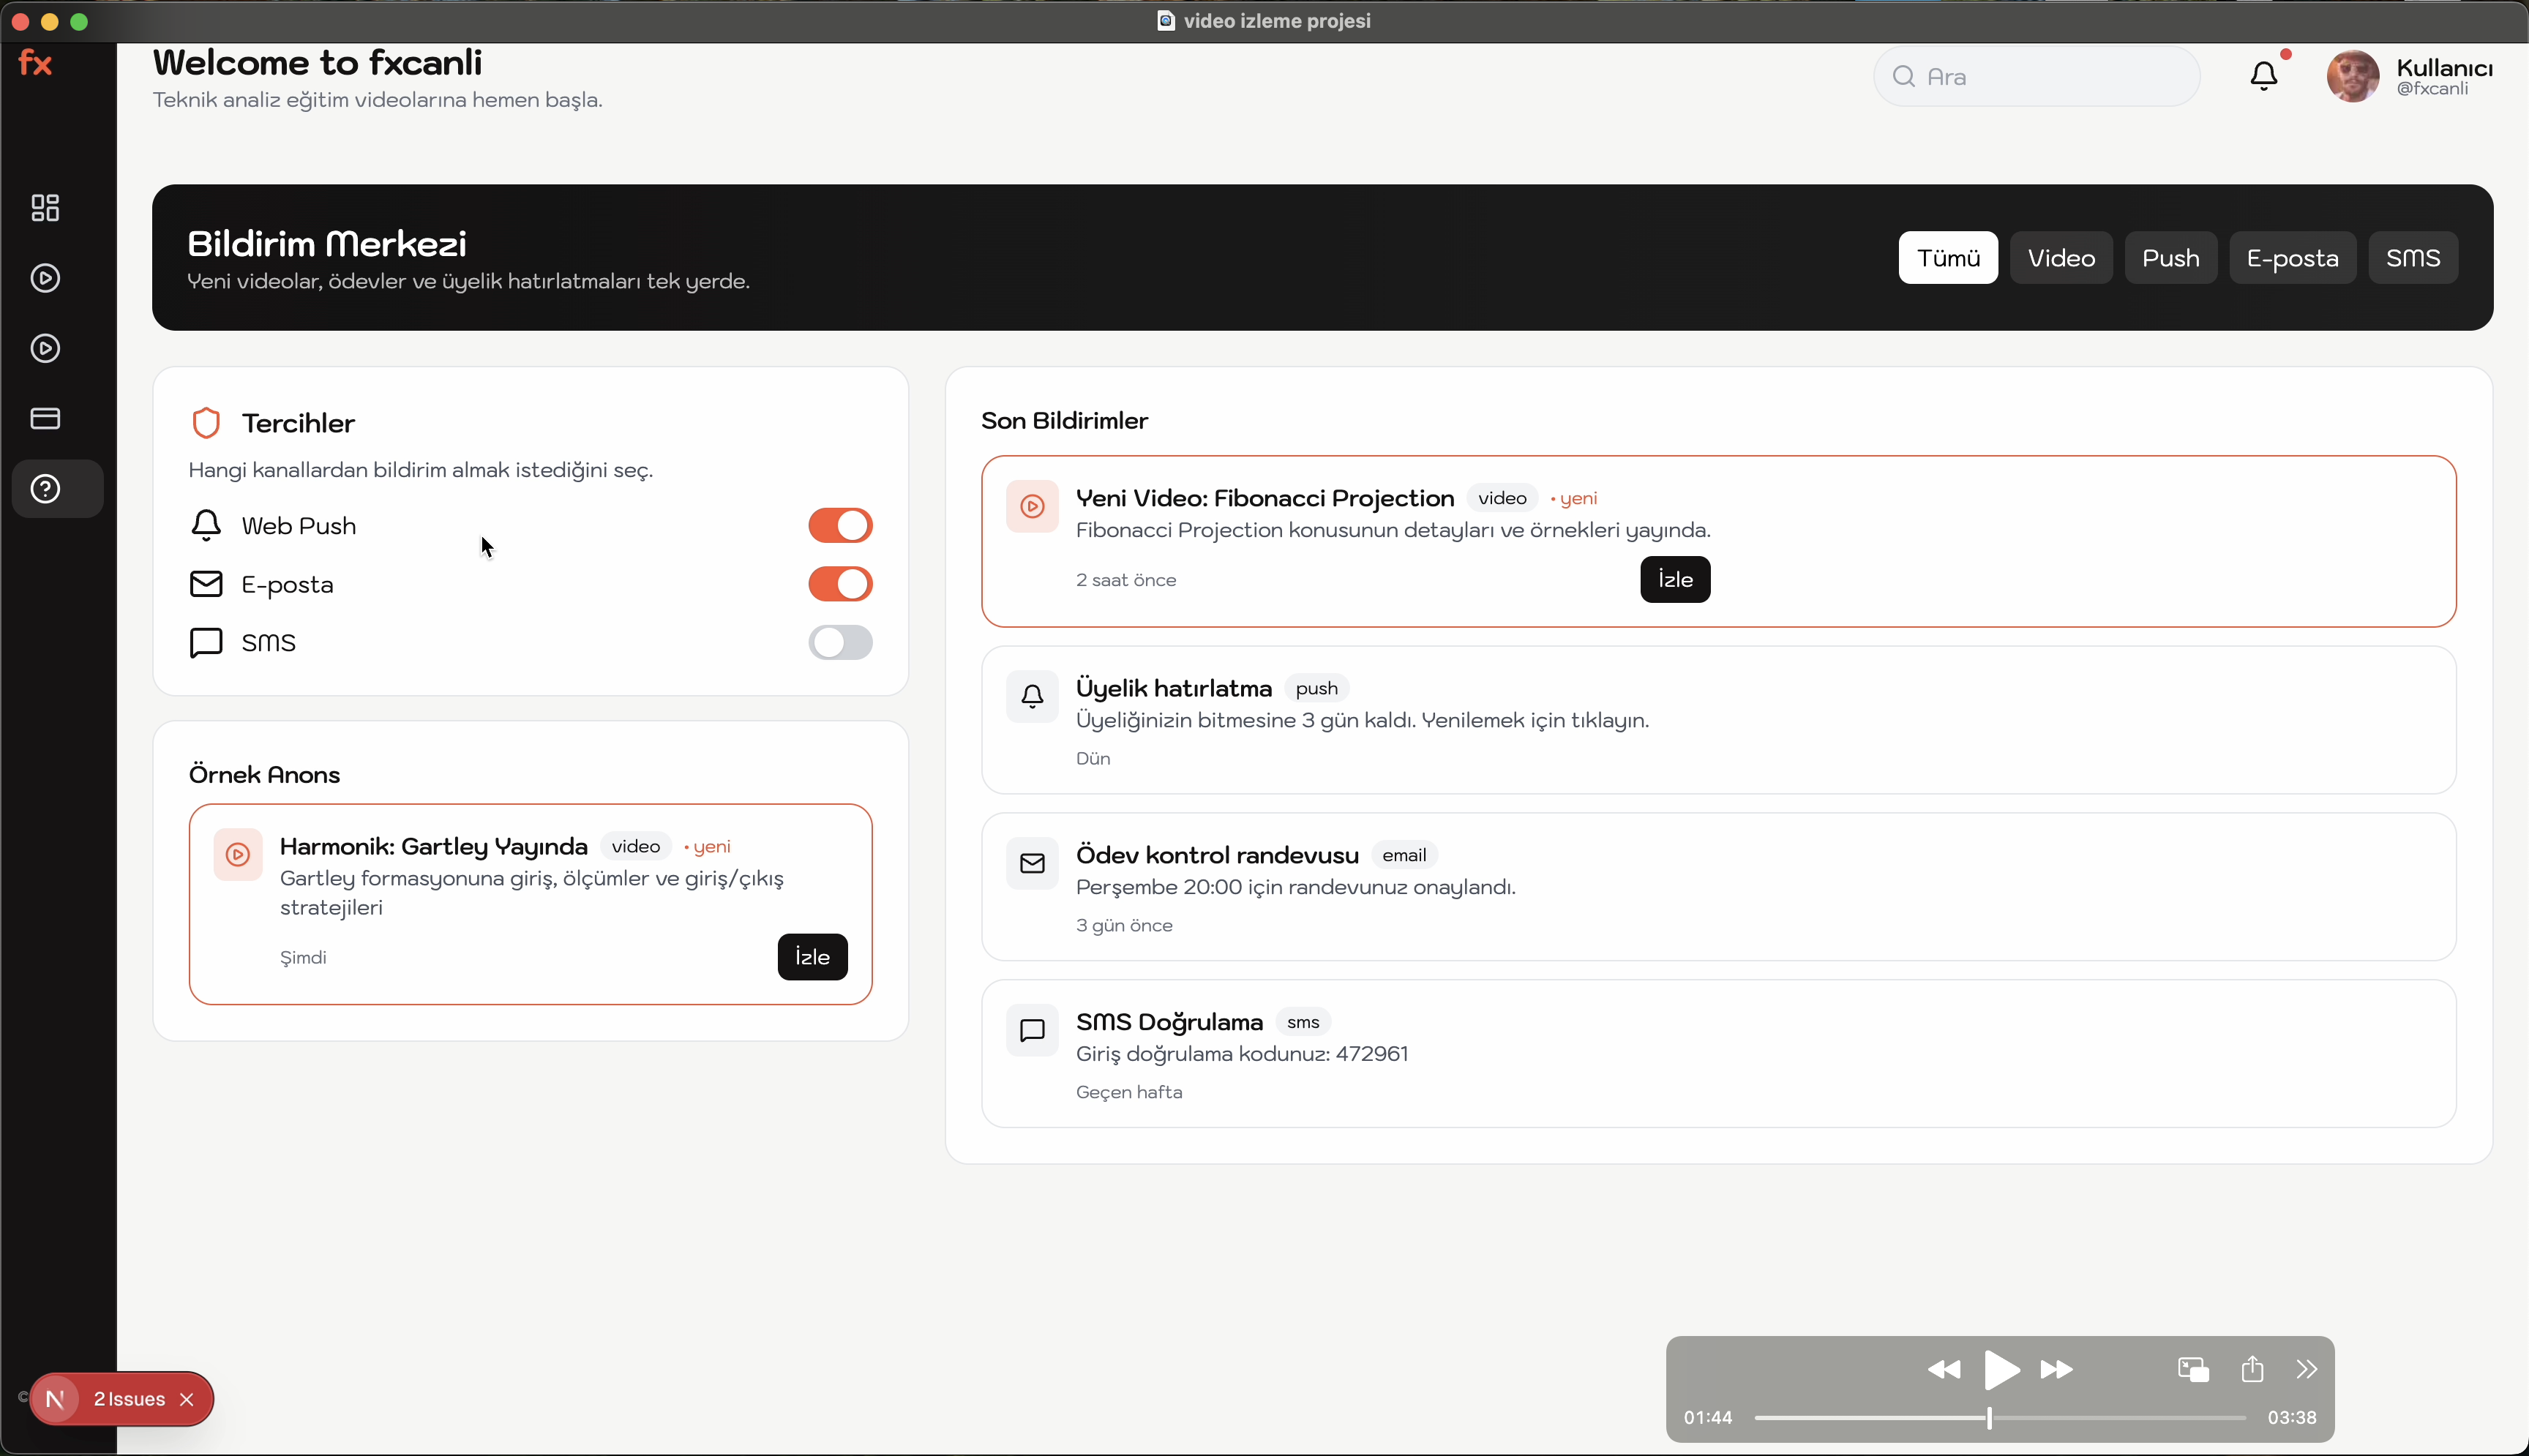 video izleme projesi
fx
Welcome to fxcanli
Teknik analiz eğitim videolarına hemen başla.
Ara
Kullanıcı
@fxcanli
Bildirim Merkezi
Yeni videolar, ödevler ve üyelik hatırlatmaları tek yerde.
Tümü
Video
Push
E-posta
SMS
Tercihler
Hangi kanallardan bildirim almak istediğini seç.
Web Push
E-posta
SMS
Örnek Anons
Harmonik: Gartley Yayında video • yeni
Gartley formasyonuna giriş, ölçümler ve giriş/çıkış
stratejileri
Şimdi
İzle
Son Bildirimler
Yeni Video: Fibonacci Projection video • yeni
Fibonacci Projection konusunun detayları ve örnekleri yayında.
2 saat önce
İzle
Üyelik hatırlatma push
Üyeliğinizin bitmesine 3 gün kaldı. Yenilemek için tıklayın.
Dün
Ödev kontrol randevusu email
Perşembe 20:00 için randevunuz onaylandı.
3 gün önce
SMS Doğrulama sms
Giriş doğrulama kodunuz: 472961
Geçen hafta
©
N 2 Issues
01:44
03:38